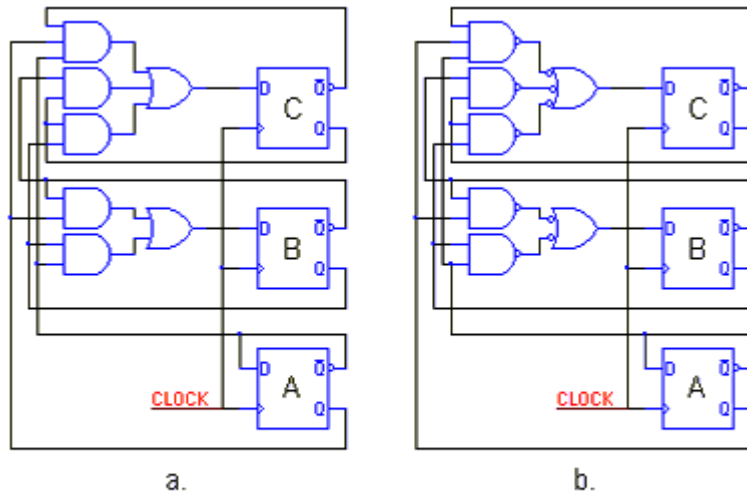 D Q̅ D Q̅
C C
Q Q
D Q̅ D Q̅
B B
Q Q
D Q̅ D Q̅
A A
CLOCK Q CLOCK Q
a. b.